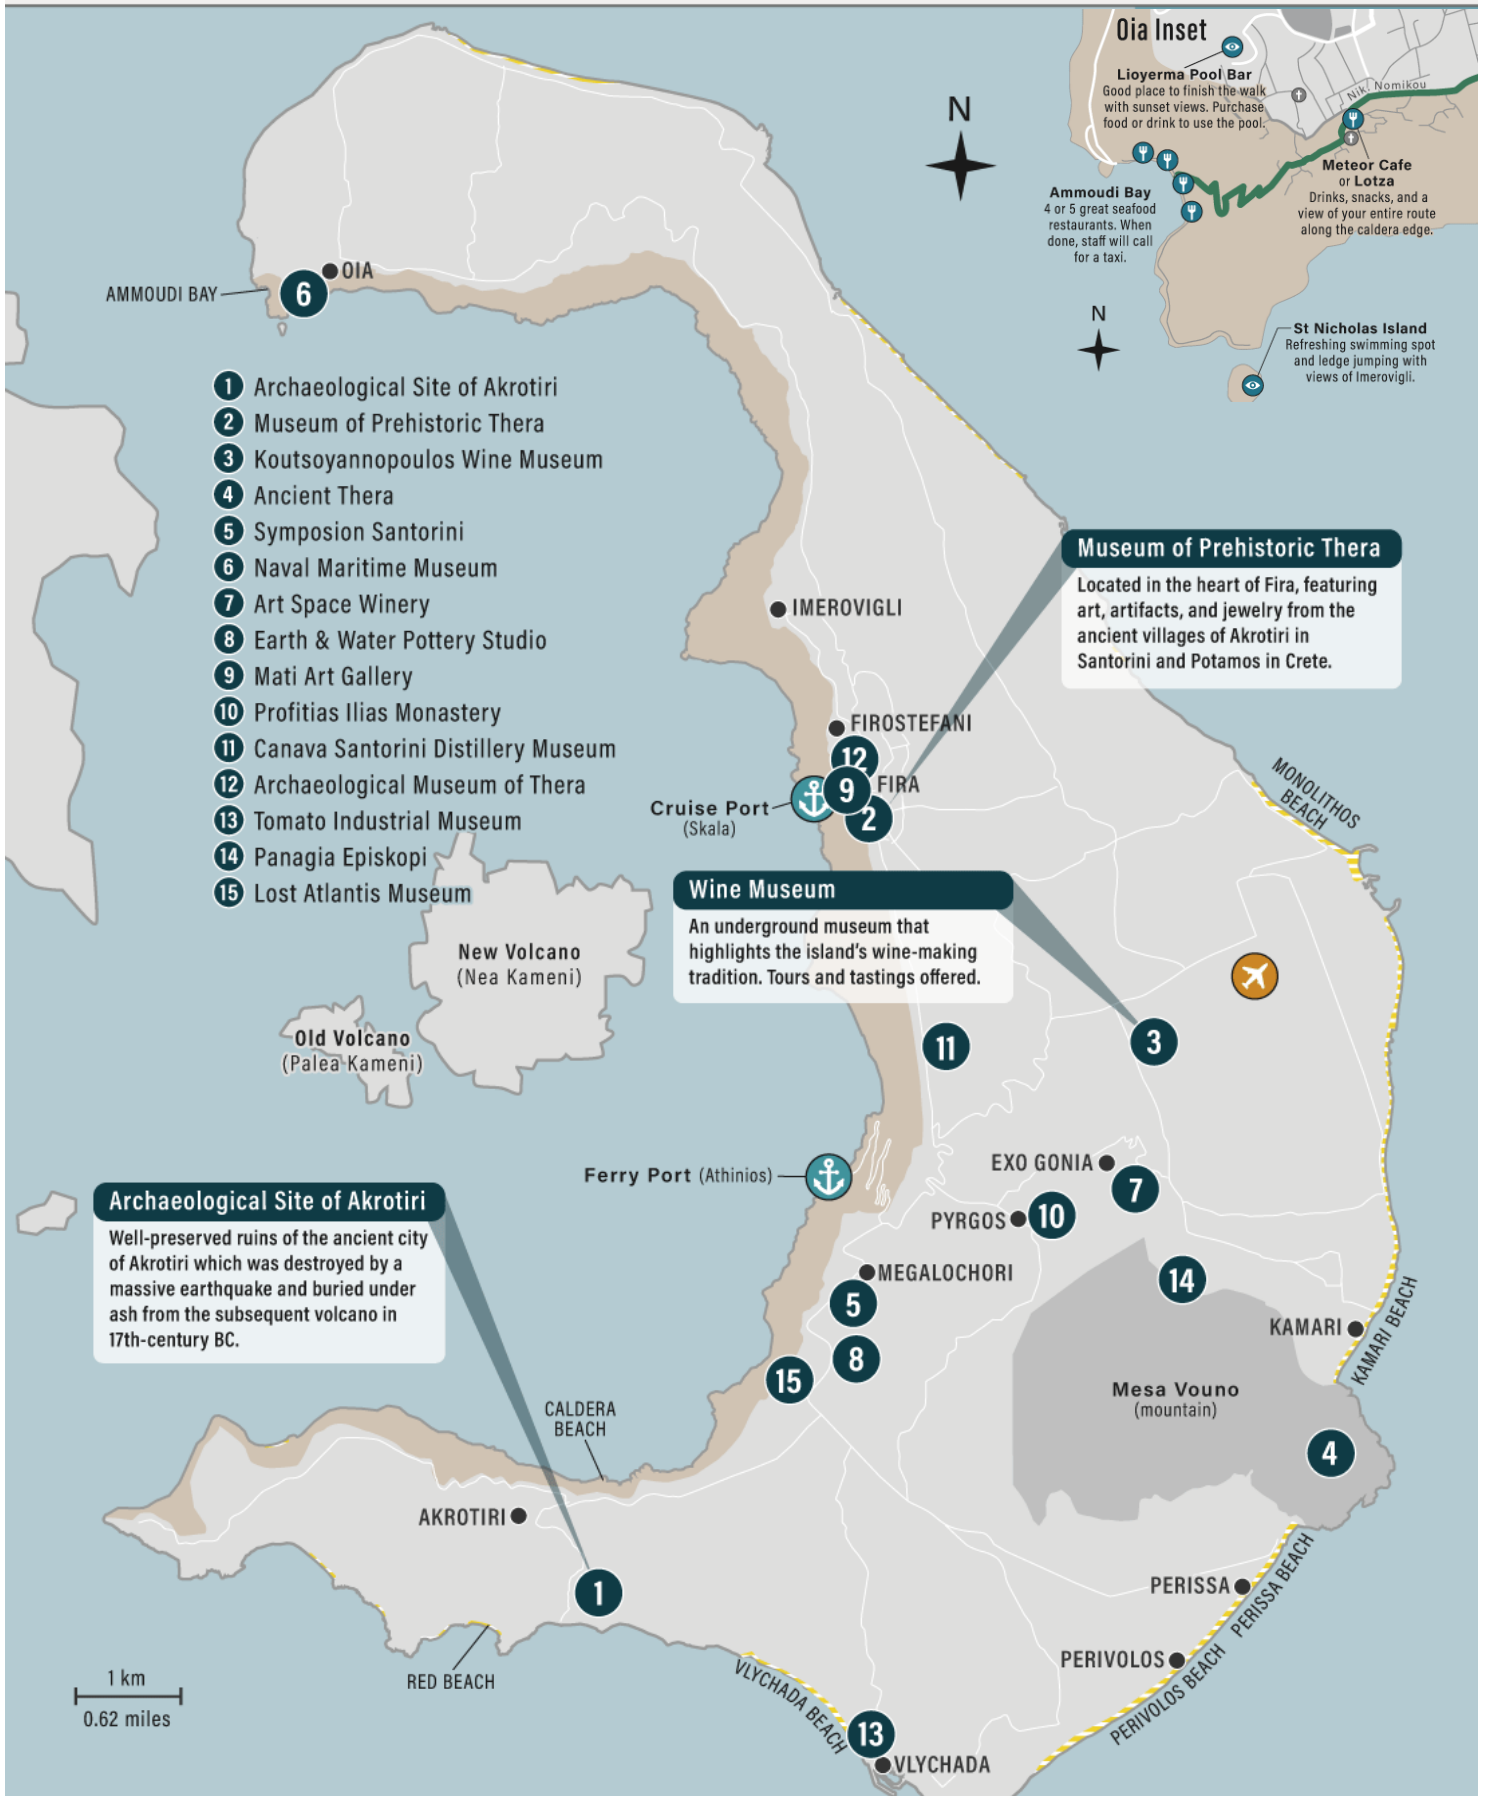 Oia Inset
Lioyerma Pool Bar
Good place to finish the walk
with sunset views. Purchase
food or drink to use the pool.
Nik. Nomikou
Meteor Cafe
or Lotza
Drinks, snacks, and a
view of your entire route
along the caldera edge.
Ammoudi Bay
4 or 5 great seafood
restaurants. When
done, staff will call
for a taxi.
N
St Nicholas Island
Refreshing swimming spot
and ledge jumping with
views of Imerovigli.
N
OIA
AMMOUDI BAY
6
1 Archaeological Site of Akrotiri
2 Museum of Prehistoric Thera
3 Koutsoyannopoulos Wine Museum
4 Ancient Thera
5 Symposion Santorini
6 Naval Maritime Museum
7 Art Space Winery
8 Earth & Water Pottery Studio
9 Mati Art Gallery
10 Profitias Ilias Monastery
11 Canava Santorini Distillery Museum
12 Archaeological Museum of Thera
13 Tomato Industrial Museum
14 Panagia Episkopi
15 Lost Atlantis Museum
Museum of Prehistoric Thera
Located in the heart of Fira, featuring
art, artifacts, and jewelry from the
ancient villages of Akrotiri in
Santorini and Potamos in Crete.
IMEROVIGLI
FIROSTEFANI
12
9
FIRA
2
Cruise Port
(Skala)
MONOLITHOS
BEACH
Wine Museum
An underground museum that
highlights the island's wine-making
tradition. Tours and tastings offered.
New Volcano
(Nea Kameni)
Old Volcano
(Palea Kameni)
11
3
Ferry Port (Athinios)
EXO GONIA
7
PYRGOS
10
MEGALOCHORI
5
14
8
15
KAMARI
KAMARI BEACH
Mesa Vouno
(mountain)
4
Archaeological Site of Akrotiri
Well-preserved ruins of the ancient city
of Akrotiri which was destroyed by a
massive earthquake and buried under
ash from the subsequent volcano in
17th-century BC.
CALDERA
BEACH
AKROTIRI
1
RED BEACH
PERISSA
PERISSA BEACH
PERIVOLOS
PERIVOLOS BEACH
VLYCHADA BEACH
13
VLYCHADA
1 km
0.62 miles